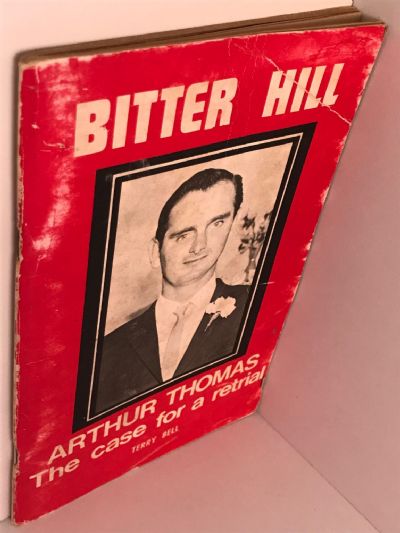 BITTER HILL
ARTHUR THOMAS
The case for a retrial
TERRY BELL